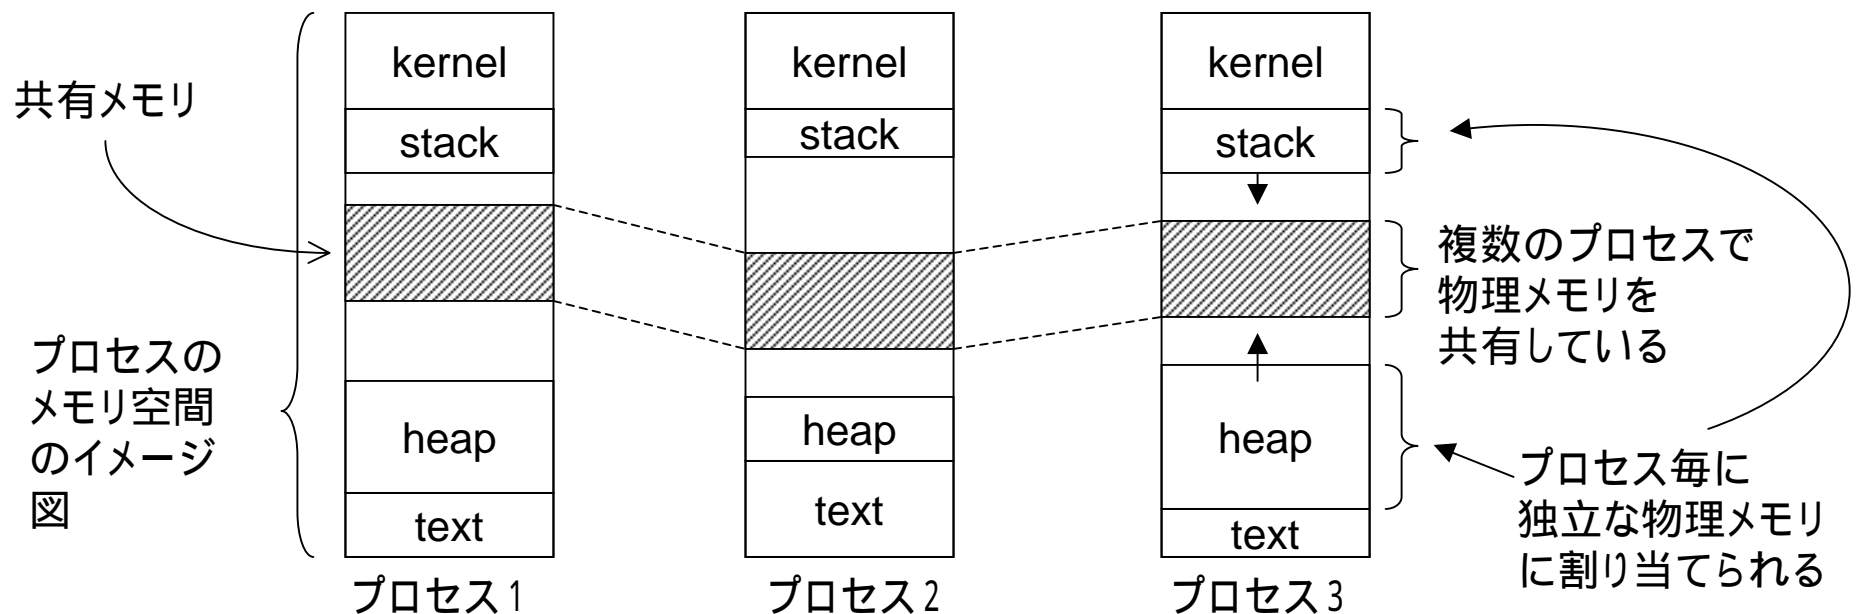 共有メモリ
プロセスの
メモリ空間
のイメージ
図
kernel
stack
heap
text
プロセス1
kernel
stack
heap
text
プロセス2
kernel
stack
heap
text
プロセス3
複数のプロセスで
物理メモリを
共有している
プロセス毎に
独立な物理メモリ
に割り当てられる